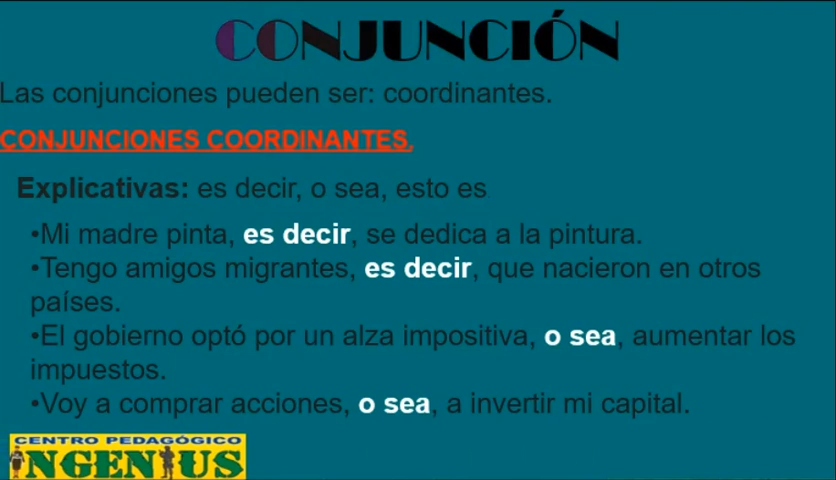 CONJUNCIÓN
Las conjunciones pueden ser: coordinantes.
CONJUNCIONES COORDINANTES.
Explicativas: es decir, o sea, esto es.
•Mi madre pinta, es decir, se dedica a la pintura.
•Tengo amigos migrantes, es decir, que nacieron en otros
países.
•El gobierno optó por un alza impositiva, o sea, aumentar los
impuestos.
•Voy a comprar acciones, o sea, a invertir mi capital.
CENTRO PEDAGÓGICO
INGENIUS